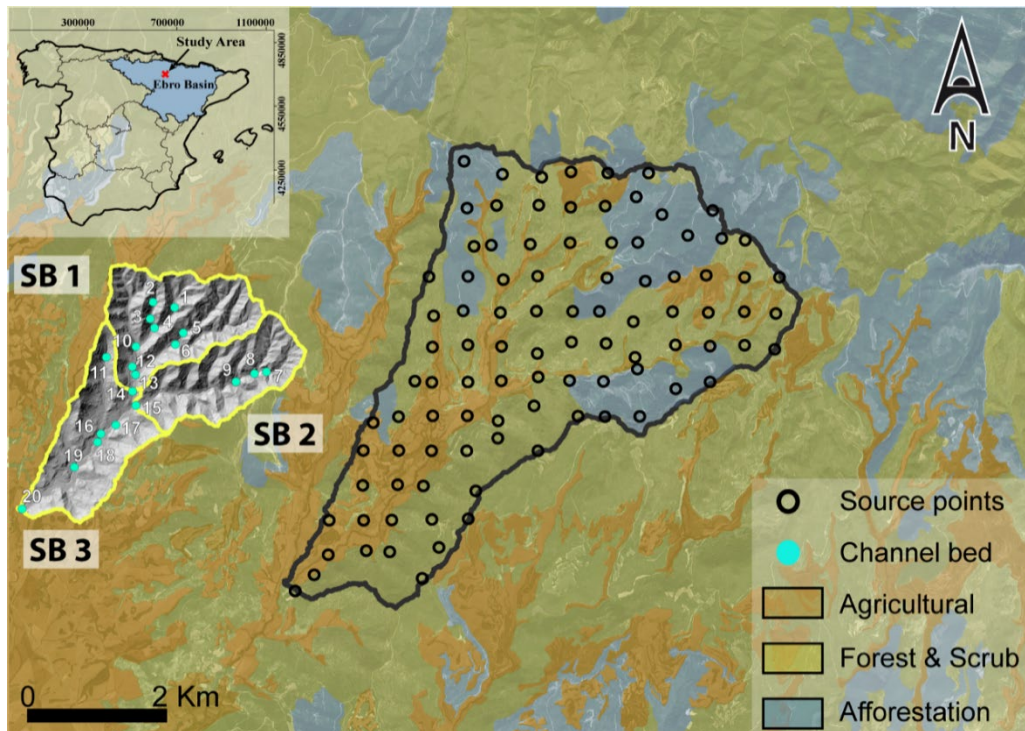 300000 700000 1100000
Study Area
Ebro Basin
4850000
4550000
4250000
N
SB 1
2
1
3
4
5
10
6
11
12
8
13
9
7
14
15
SB 2
16
17
18
19
20
SB 3
Source points
Channel bed
Agricultural
Forest & Scrub
Afforestation
0 2 Km